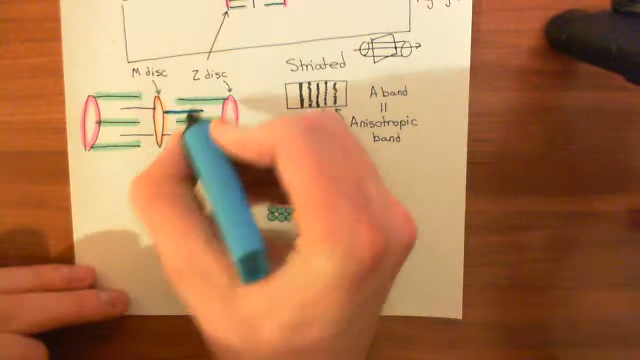 M disc
Z disc
Striated
A band
||
Anisotropic
band